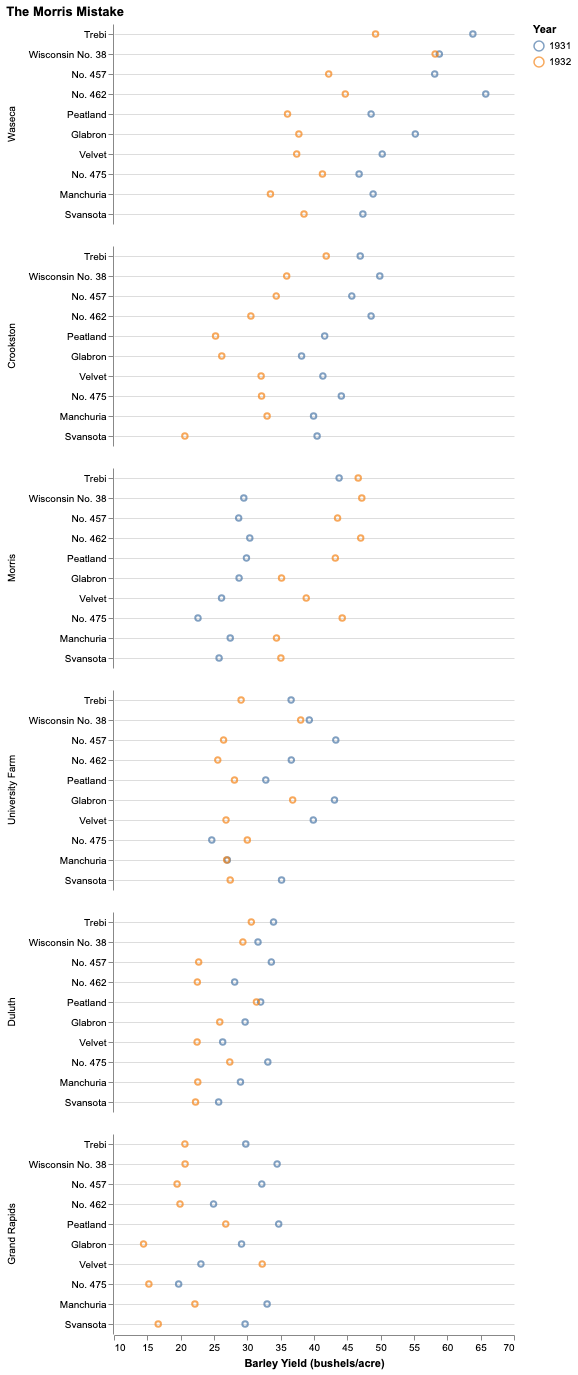 The Morris Mistake
Year
1931
1932
Waseca
Trebi
Wisconsin No. 38
No. 457
No. 462
Peatland
Glabron
Velvet
No. 475
Manchuria
Svansota
Crookston
Trebi
Wisconsin No. 38
No. 457
No. 462
Peatland
Glabron
Velvet
No. 475
Manchuria
Svansota
Morris
Trebi
Wisconsin No. 38
No. 457
No. 462
Peatland
Glabron
Velvet
No. 475
Manchuria
Svansota
University Farm
Trebi
Wisconsin No. 38
No. 457
No. 462
Peatland
Glabron
Velvet
No. 475
Manchuria
Svansota
Duluth
Trebi
Wisconsin No. 38
No. 457
No. 462
Peatland
Glabron
Velvet
No. 475
Manchuria
Svansota
Grand Rapids
Trebi
Wisconsin No. 38
No. 457
No. 462
Peatland
Glabron
Velvet
No. 475
Manchuria
Svansota
10 15 20 25 30 35 40 45 50 55 60 65 70
Barley Yield (bushels/acre)